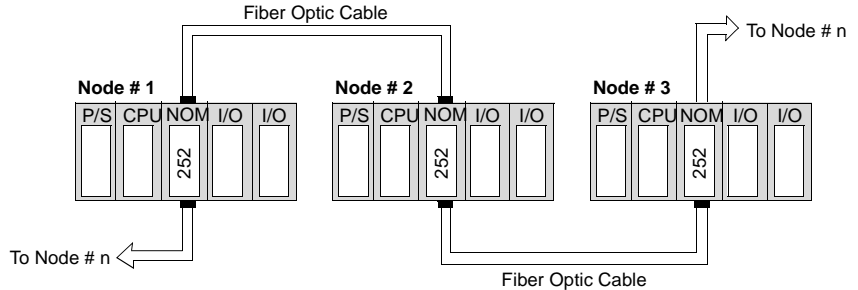 Fiber Optic Cable
To Node # n
Node # 1
Node # 2
Node # 3
P/S CPU NOM I/O I/O
P/S CPU NOM I/O I/O
P/S CPU NOM I/O I/O
252
252
252
To Node # n
Fiber Optic Cable